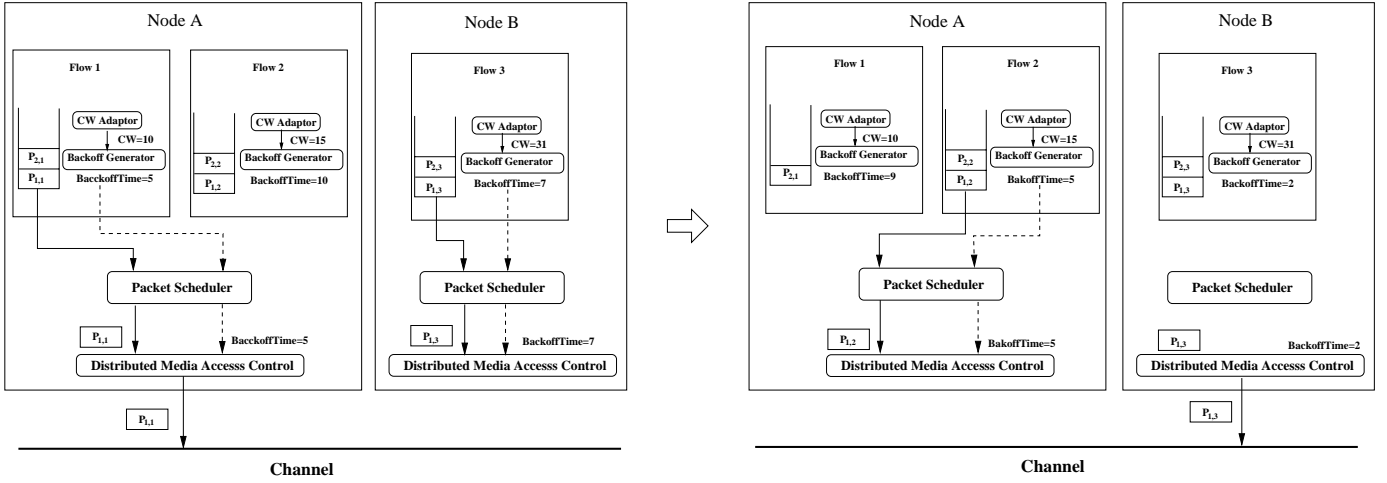 Node A
Flow 1
CW Adaptor
CW=10
Backoff Generator
P2,1
P1,1
BacckoffTime=5
Flow 2
CW Adaptor
CW=15
Backoff Generator
P2,2
P1,2
BackoffTime=10
Packet Scheduler
P1,1
BacckoffTime=5
Distributed Media Accesss Control
P1,1
Node B
Flow 3
CW Adaptor
CW=31
Backoff Generator
P2,3
P1,3
BackoffTime=7
Packet Scheduler
P1,3
BackoffTime=7
Distributed Media Accesss Control
Channel
Node A
Flow 1
CW Adaptor
CW=10
Backoff Generator
P2,1
BackoffTime=9
Flow 2
CW Adaptor
CW=15
Backoff Generator
P2,2
P1,2
BakoffTime=5
Packet Scheduler
P1,2
BakoffTime=5
Distributed Media Accesss Control
Node B
Flow 3
CW Adaptor
CW=31
Backoff Generator
P2,3
P1,3
BackoffTime=2
Packet Scheduler
P1,3
BackoffTime=2
Distributed Media Accesss Control
P1,3
Channel